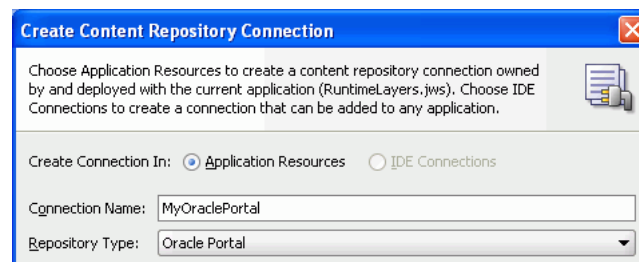 Create Content Repository Connection
Choose Application Resources to create a content repository connection owned
by and deployed with the current application (RuntimeLayers.jws). Choose IDE
Connections to create a connection that can be added to any application.
Create Connection In: Application Resources IDE Connections
Connection Name: MyOraclePortal
Repository Type: Oracle Portal